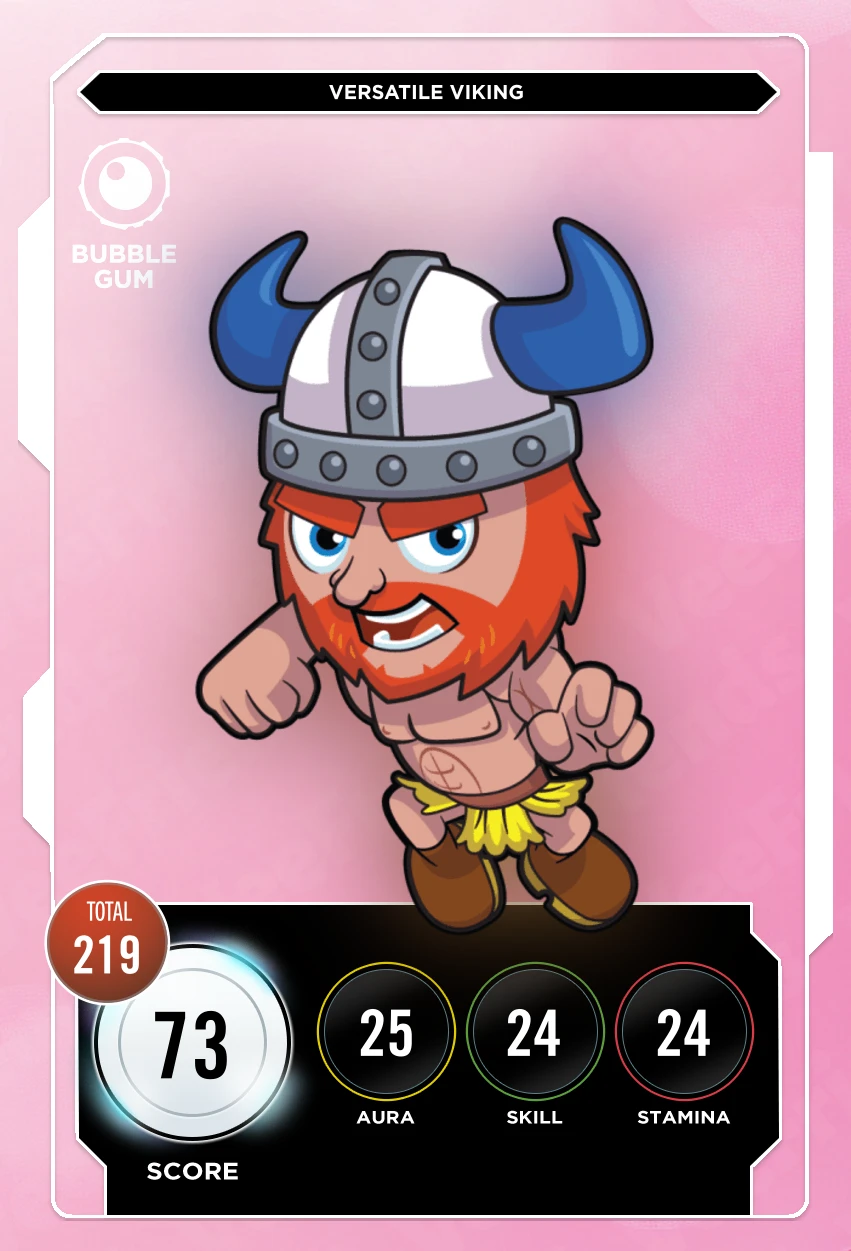 VERSATILE VIKING
BUBBLE
GUM
TOTAL
219
73
SCORE
25
AURA
24
SKILL
24
STAMINA